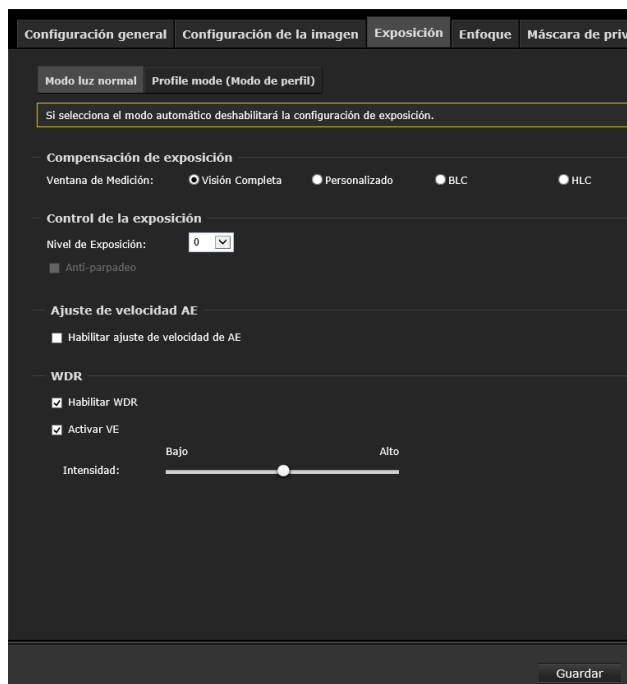 Configuración general Configuración de la imagen Exposición Enfoque Máscara de priv
Modo luz normal Profile mode (Modo de perfil)
Si selecciona el modo automático deshabilitará la configuración de exposición.
Compensación de exposición
Ventana de Medición: Visión Completa Personalizado BLC HLC
Control de la exposición
Nivel de Exposición: 0
Anti-parpadeo
Ajuste de velocidad AE
Habilitar ajuste de velocidad de AE
WDR
Habilitar WDR
Activar VE
Bajo Alto
Intensidad:
Guardar